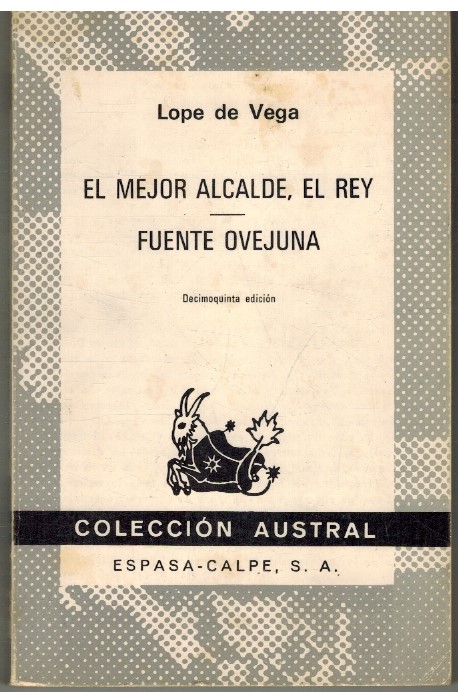 Lope de Vega
EL MEJOR ALCALDE, EL REY
FUENTE OVEJUNA
Decimoquinta edición
COLECCIÓN AUSTRAL
ESPASA-CALPE, S. A.